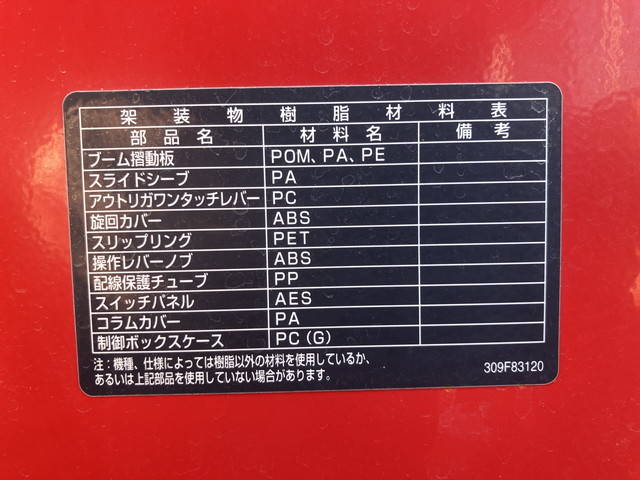 架装物樹脂材料表
部品名 材料名 備考
ブーム摺動板 POM、PA、PE
スライドシーブ PA
アウトリガワンタッチレバー PC
旋回カバー ABS
スリップリング PET
操作レバーノブ ABS
配線保護チューブ PP
スイッチパネル AES
コラムカバー PA
制御ボックスケース PC(G)
注：機種、仕様によっては樹脂以外の材料を使用しているか、
あるいは上記部品を使用していない場合があります。 309F83120